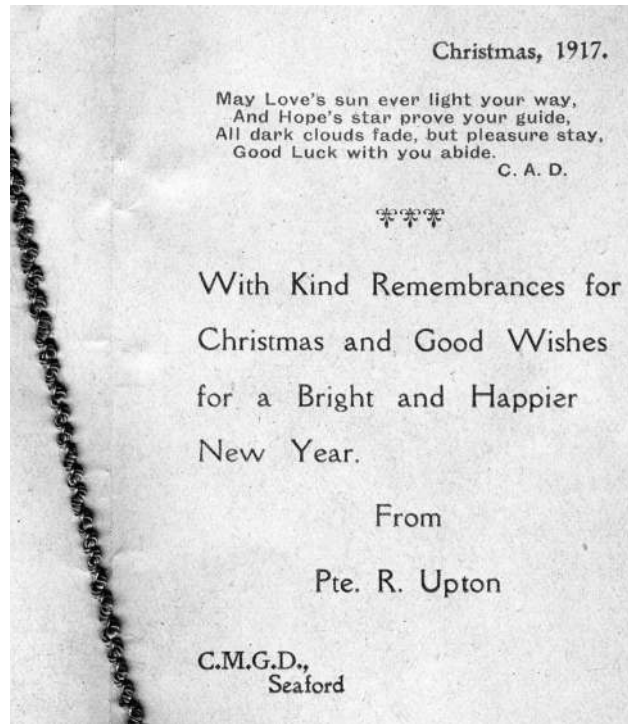 Christmas, 1917.
May Love's sun ever light your way,
And Hope's star prove your guide,
All dark clouds fade, but pleasure stay,
Good Luck with you abide.
C. A. D.
With Kind Remembrances for
Christmas and Good Wishes
for a Bright and Happier
New Year.
From
Pte. R. Upton
C.M.G.D.,
Seaford